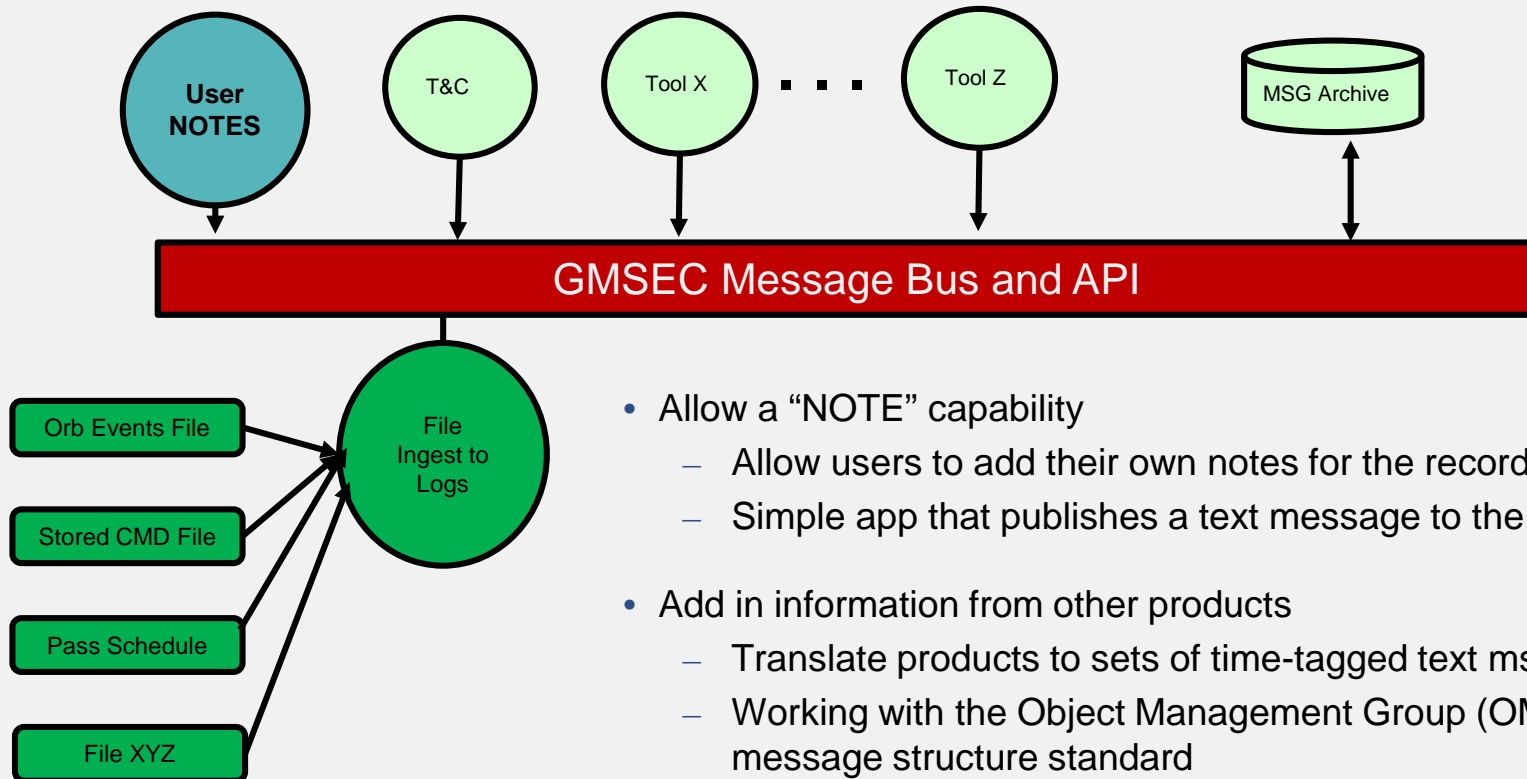 User
NOTES
T&C
Tool X
Tool Z
MSG Archive
GMSEC Message Bus and API
File
Ingest to
Logs
Orb Events File
Stored CMD File
Pass Schedule
File XYZ
• Allow a “NOTE” capability
– Allow users to add their own notes for the record
– Simple app that publishes a text message to the
• Add in information from other products
– Translate products to sets of time-tagged text
– Working with the Object Management Group
message structure standard